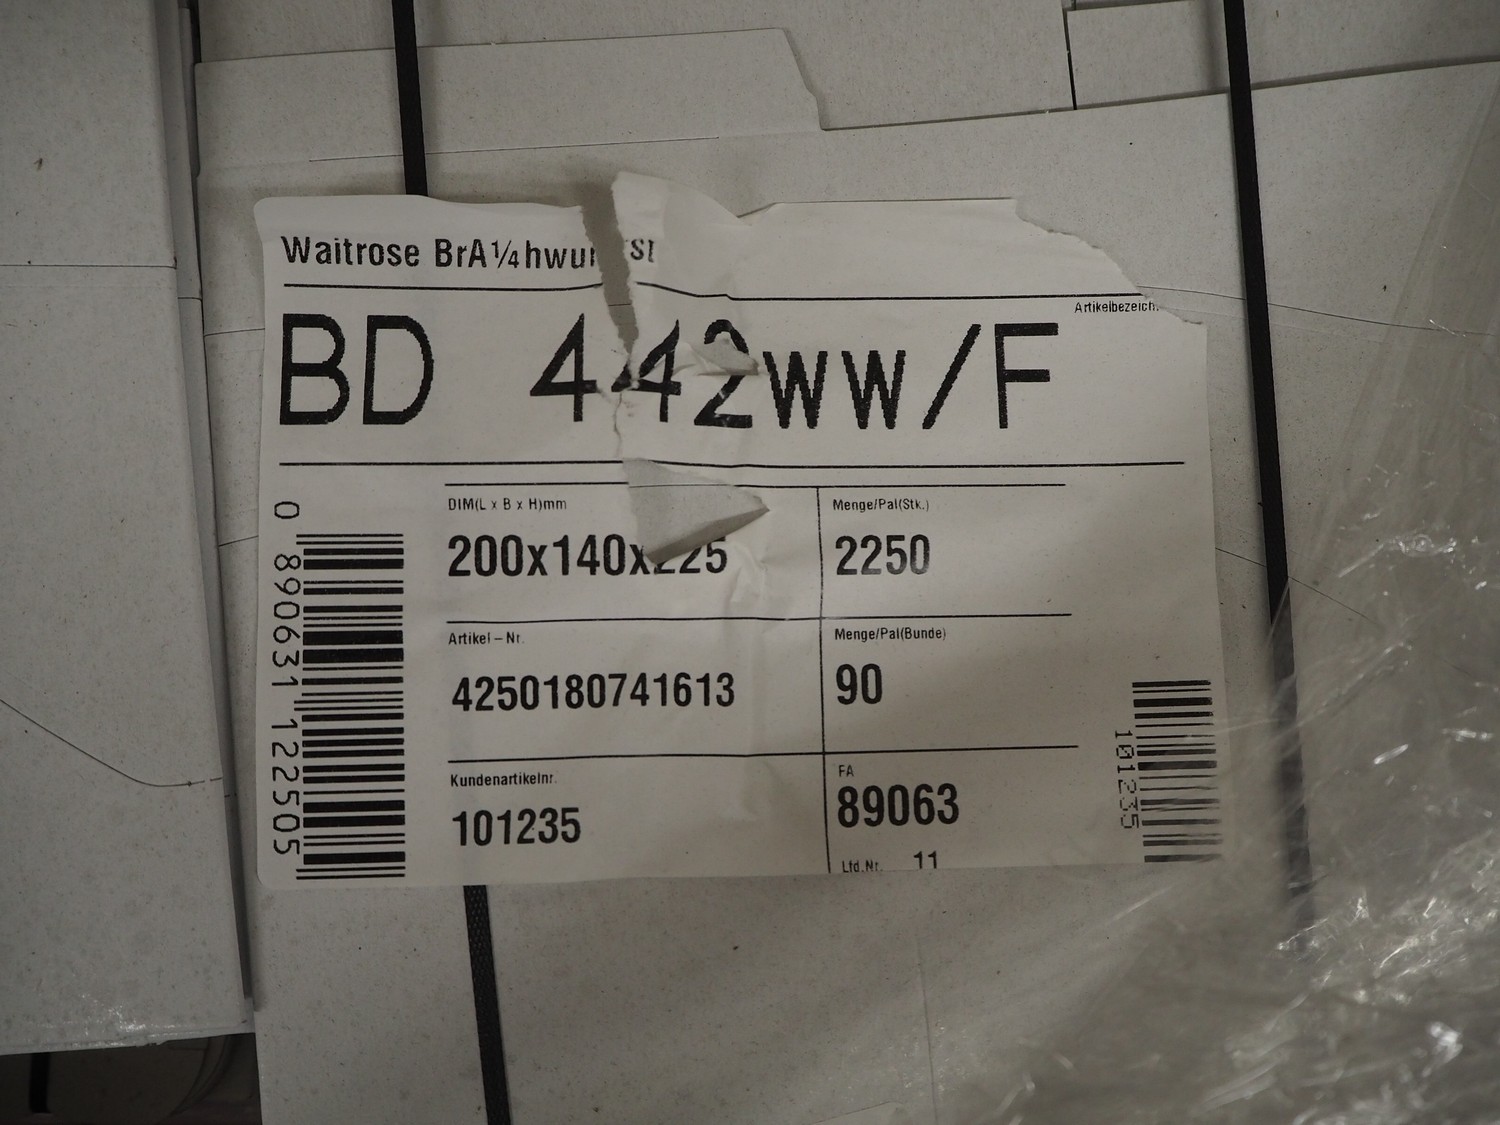 Waitrose BrA¼hwurst
Artikelbezeich.
BD 442ww/F
DIM(L x B x H)mm
200x140x225
Menge/Pal(Stk.)
2250
Artikel-Nr.
4250180741613
Menge/Pal(Bunde)
90
Kundenartikelnr.
101235
FA
89063
Lfd.Nr. 11
0 890631 122505
101235